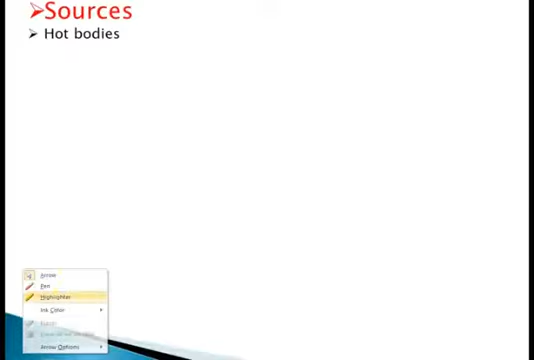 Sources
Hot bodies
Arrow
Pen
Highlighter
Ink Color
Arrow Options